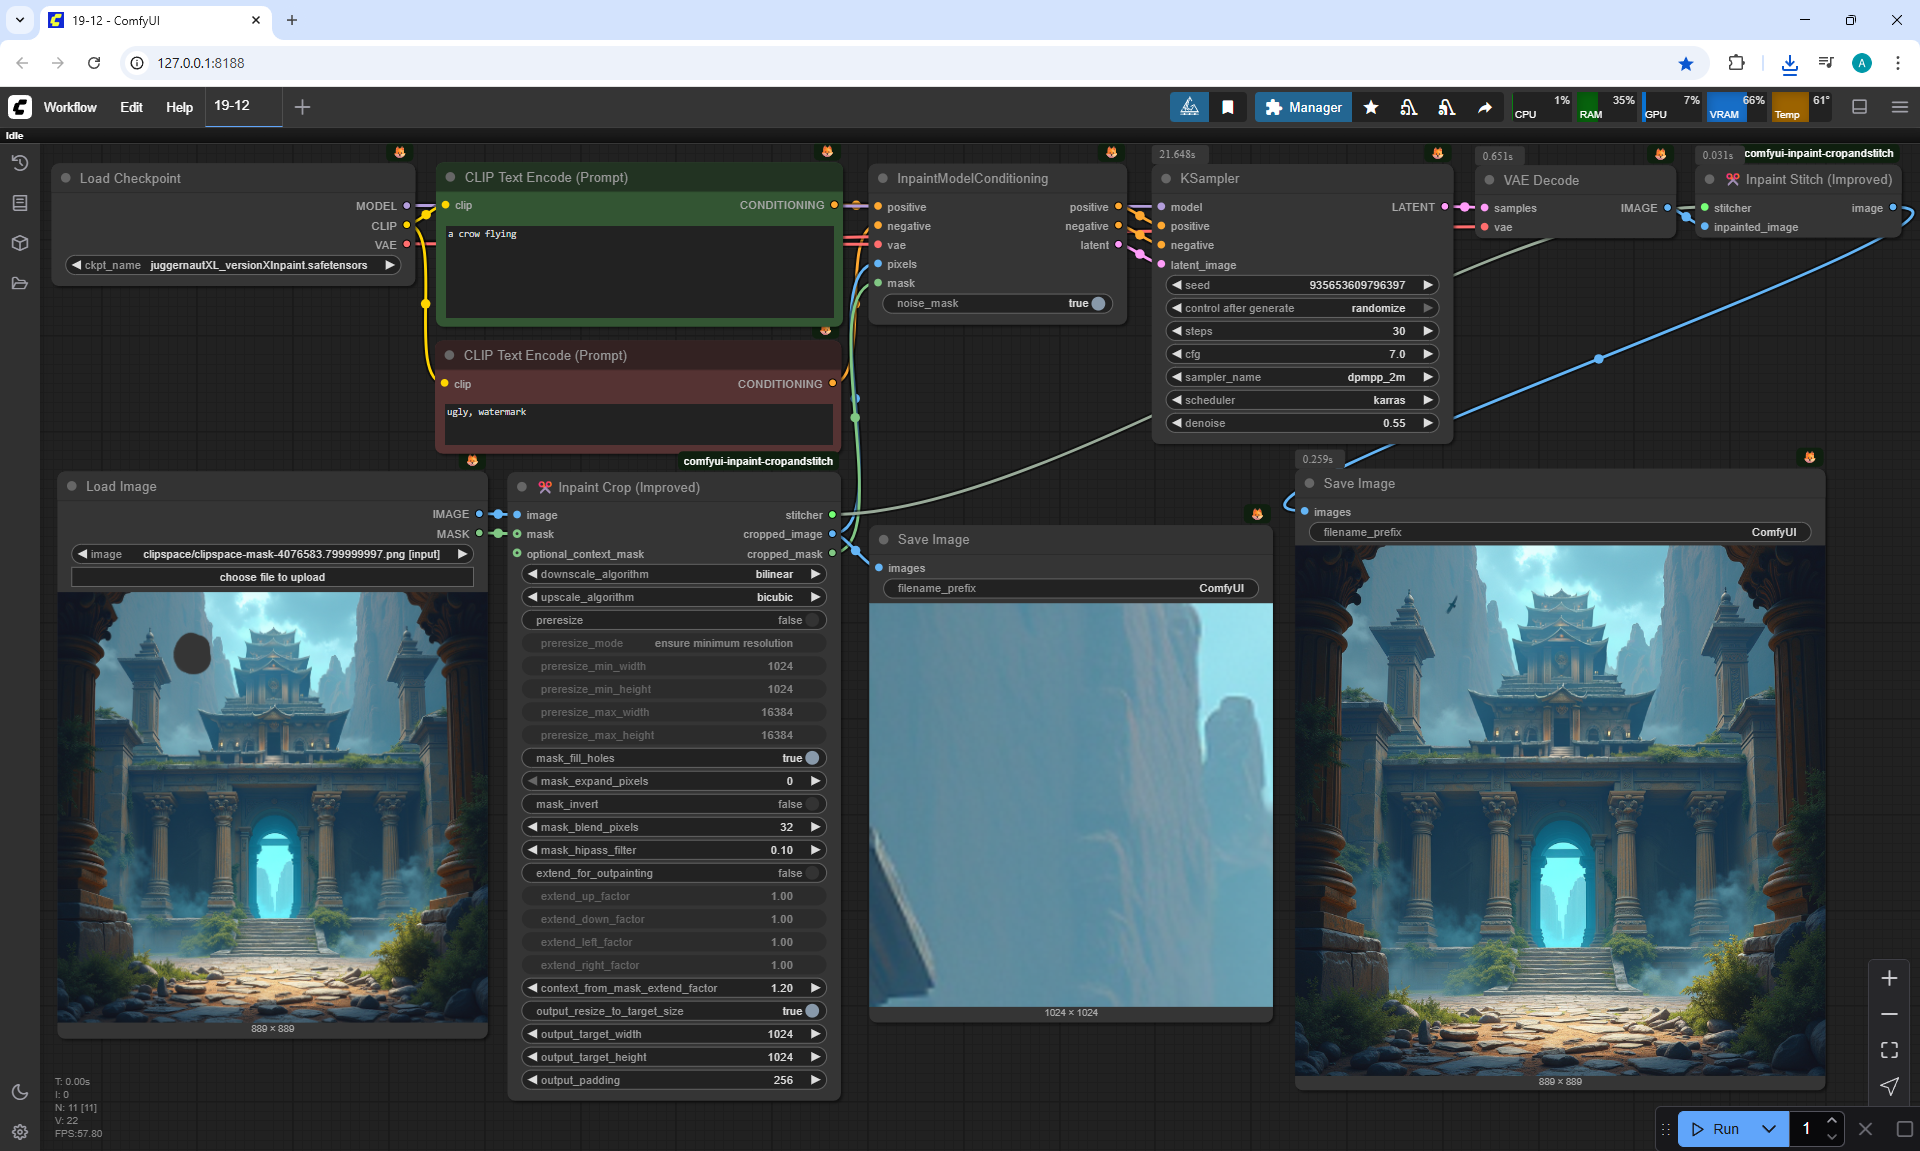 19-12 - ComfyUI
127.0.0.1:8188
A
Workflow
Edit
Help
19-12
Manager
CPU 1%
RAM 35%
GPU 7%
VRAM 66%
Temp 61°
Idle
Load Checkpoint
MODEL
CLIP
VAE
ckpt_name juggernautXL_versionXInpaint.safetensors
CLIP Text Encode (Prompt)
clip CONDITIONING
a crow flying
CLIP Text Encode (Prompt)
clip CONDITIONING
ugly, watermark
InpaintModelConditioning
positive positive
negative negative
vae latent
pixels
mask
noise_mask true
21.648s
KSampler
model LATENT
positive
negative
latent_image
seed 935653609796397
control after generate randomize
steps 30
cfg 7.0
sampler_name dpmpp_2m
scheduler karras
denoise 0.55
0.651s
VAE Decode
samples IMAGE
vae
0.031s
comfyui-inpaint-cropandstitch
Inpaint Stitch (Improved)
stitcher image
inpainted_image
Load Image
IMAGE
MASK
image clipspace/clipspace-mask-4076583.799999997.png [input]
choose file to upload
889 × 889
comfyui-inpaint-cropandstitch
Inpaint Crop (Improved)
image stitcher
mask cropped_image
optional_context_mask cropped_mask
downscale_algorithm bilinear
upscale_algorithm bicubic
preresize false
preresize_mode ensure minimum resolution
preresize_min_width 1024
preresize_min_height 1024
preresize_max_width 16384
preresize_max_height 16384
mask_fill_holes true
mask_expand_pixels 0
mask_invert false
mask_blend_pixels 32
mask_hipass_filter 0.10
extend_for_outpainting false
extend_up_factor 1.00
extend_down_factor 1.00
extend_left_factor 1.00
extend_right_factor 1.00
context_from_mask_extend_factor 1.20
output_resize_to_target_size true
output_target_width 1024
output_target_height 1024
output_padding 256
Save Image
images
filename_prefix ComfyUI
1024 × 1024
0.259s
Save Image
images
filename_prefix ComfyUI
889 × 889
T: 0.00s
I: 0
N: 11 [11]
V: 22
FPS:57.80
Run
1